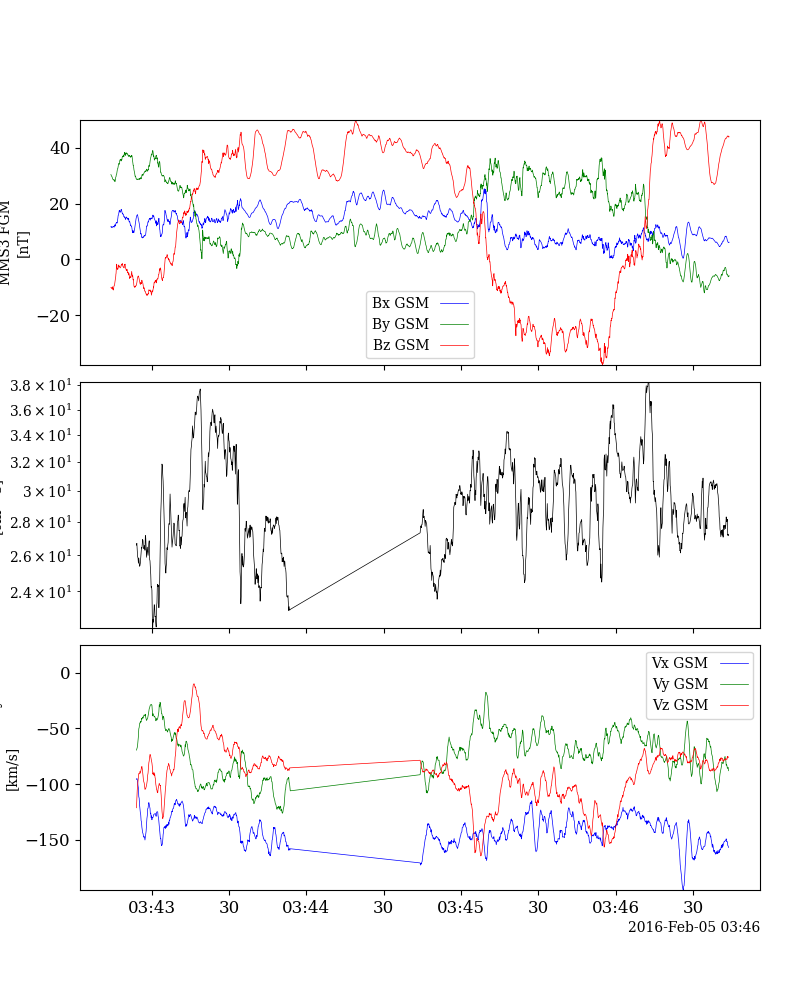 40
20
0
−20
MMS3 FGM
[nT]
Bx GSM
By GSM
Bz GSM
3.8 × 10¹
3.6 × 10¹
3.4 × 10¹
3.2 × 10¹
3 × 10¹
2.8 × 10¹
2.6 × 10¹
2.4 × 10¹
0
−50
−100
−150
[km/s]
Vx GSM
Vy GSM
Vz GSM
03:43 30 03:44 30 03:45 30 03:46 30
2016-Feb-05 03:46